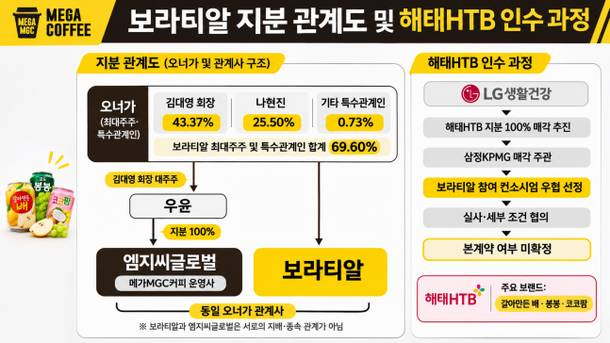 MEGA MGC
MEGA COFFEE
보라티알 지분 관계도 및 해태HTB 인수 과정
지분 관계도 (오너가 및 관계사 구조)
오너가
(최대주주·
특수관계인)
김대영 회장
43.37%
나현진
25.50%
기타 특수관계인
0.73%
보라티알 최대주주 및 특수관계인 합계 69.60%
김대영 회장 대주주
우윤
지분 100%
엠지씨글로벌
메가MGC커피 운영사
보라티알
동일 오너가 관계사
※ 보라티알과 엠지씨글로벌은 서로의 지배·종속 관계가 아님
해태HTB 인수 과정
LG생활건강
해태HTB 지분 100% 매각 추진
삼정KPMG 매각 주관
보라티알 참여 컨소시엄 우협 선정
실사·세부 조건 협의
본계약 여부 미확정
해태HTB
주요 브랜드:
갈아만든 배·봉봉·코코팜
갈아만든
배
봉봉
코코팜